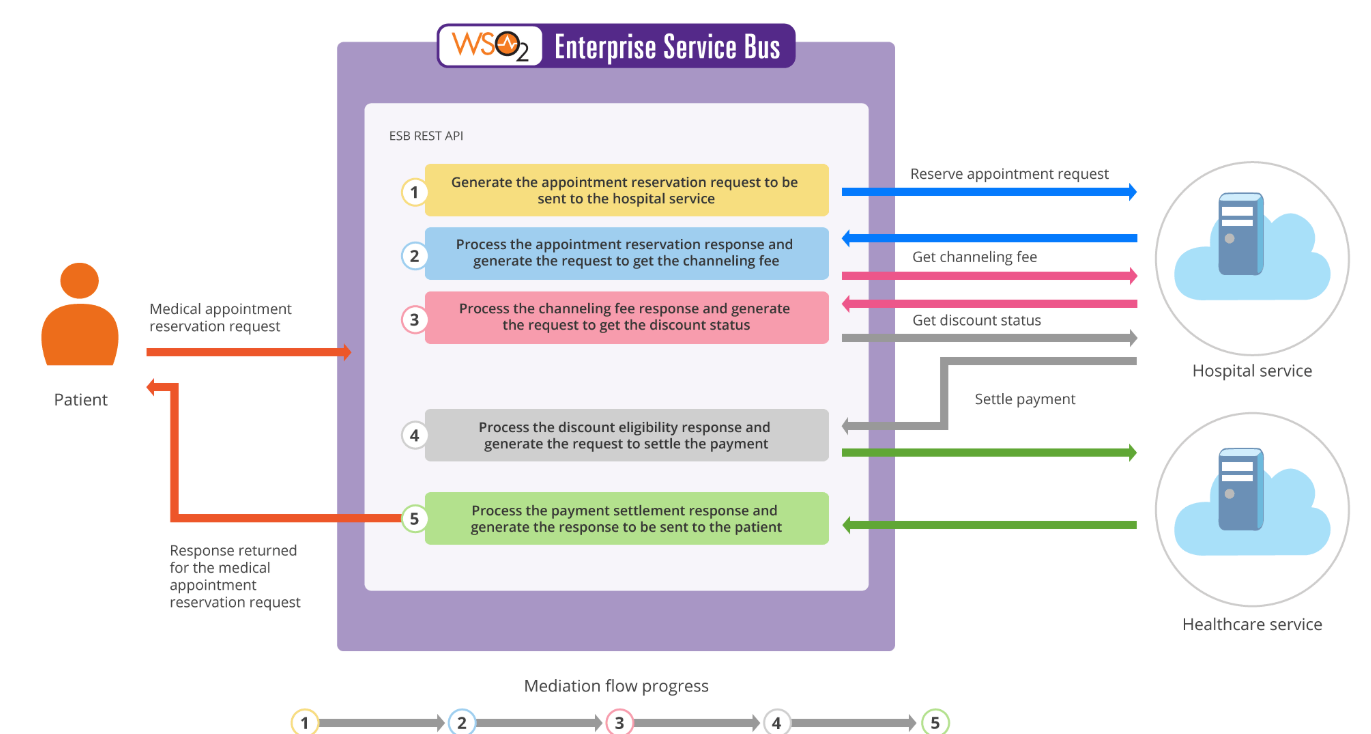 WSO2 Enterprise Service Bus
ESB REST API
1
Generate the appointment reservation request to be
sent to the hospital service
2
Process the appointment reservation response and
generate the request to get the channeling fee
3
Process the channeling fee response and generate
the request to get the discount status
4
Process the discount eligibility response and
generate the request to settle the payment
5
Process the payment settlement response and
generate the response to be sent to the patient
Medical appointment
reservation request
Patient
Response returned
for the medical
appointment
reservation request
Reserve appointment request
Get channeling fee
Get discount status
Settle payment
Hospital service
Healthcare service
Mediation flow progress
1 2 3 4 5